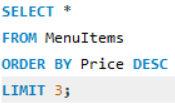 SELECT *
FROM MenuItems
ORDER BY Price DESC
LIMIT 3;